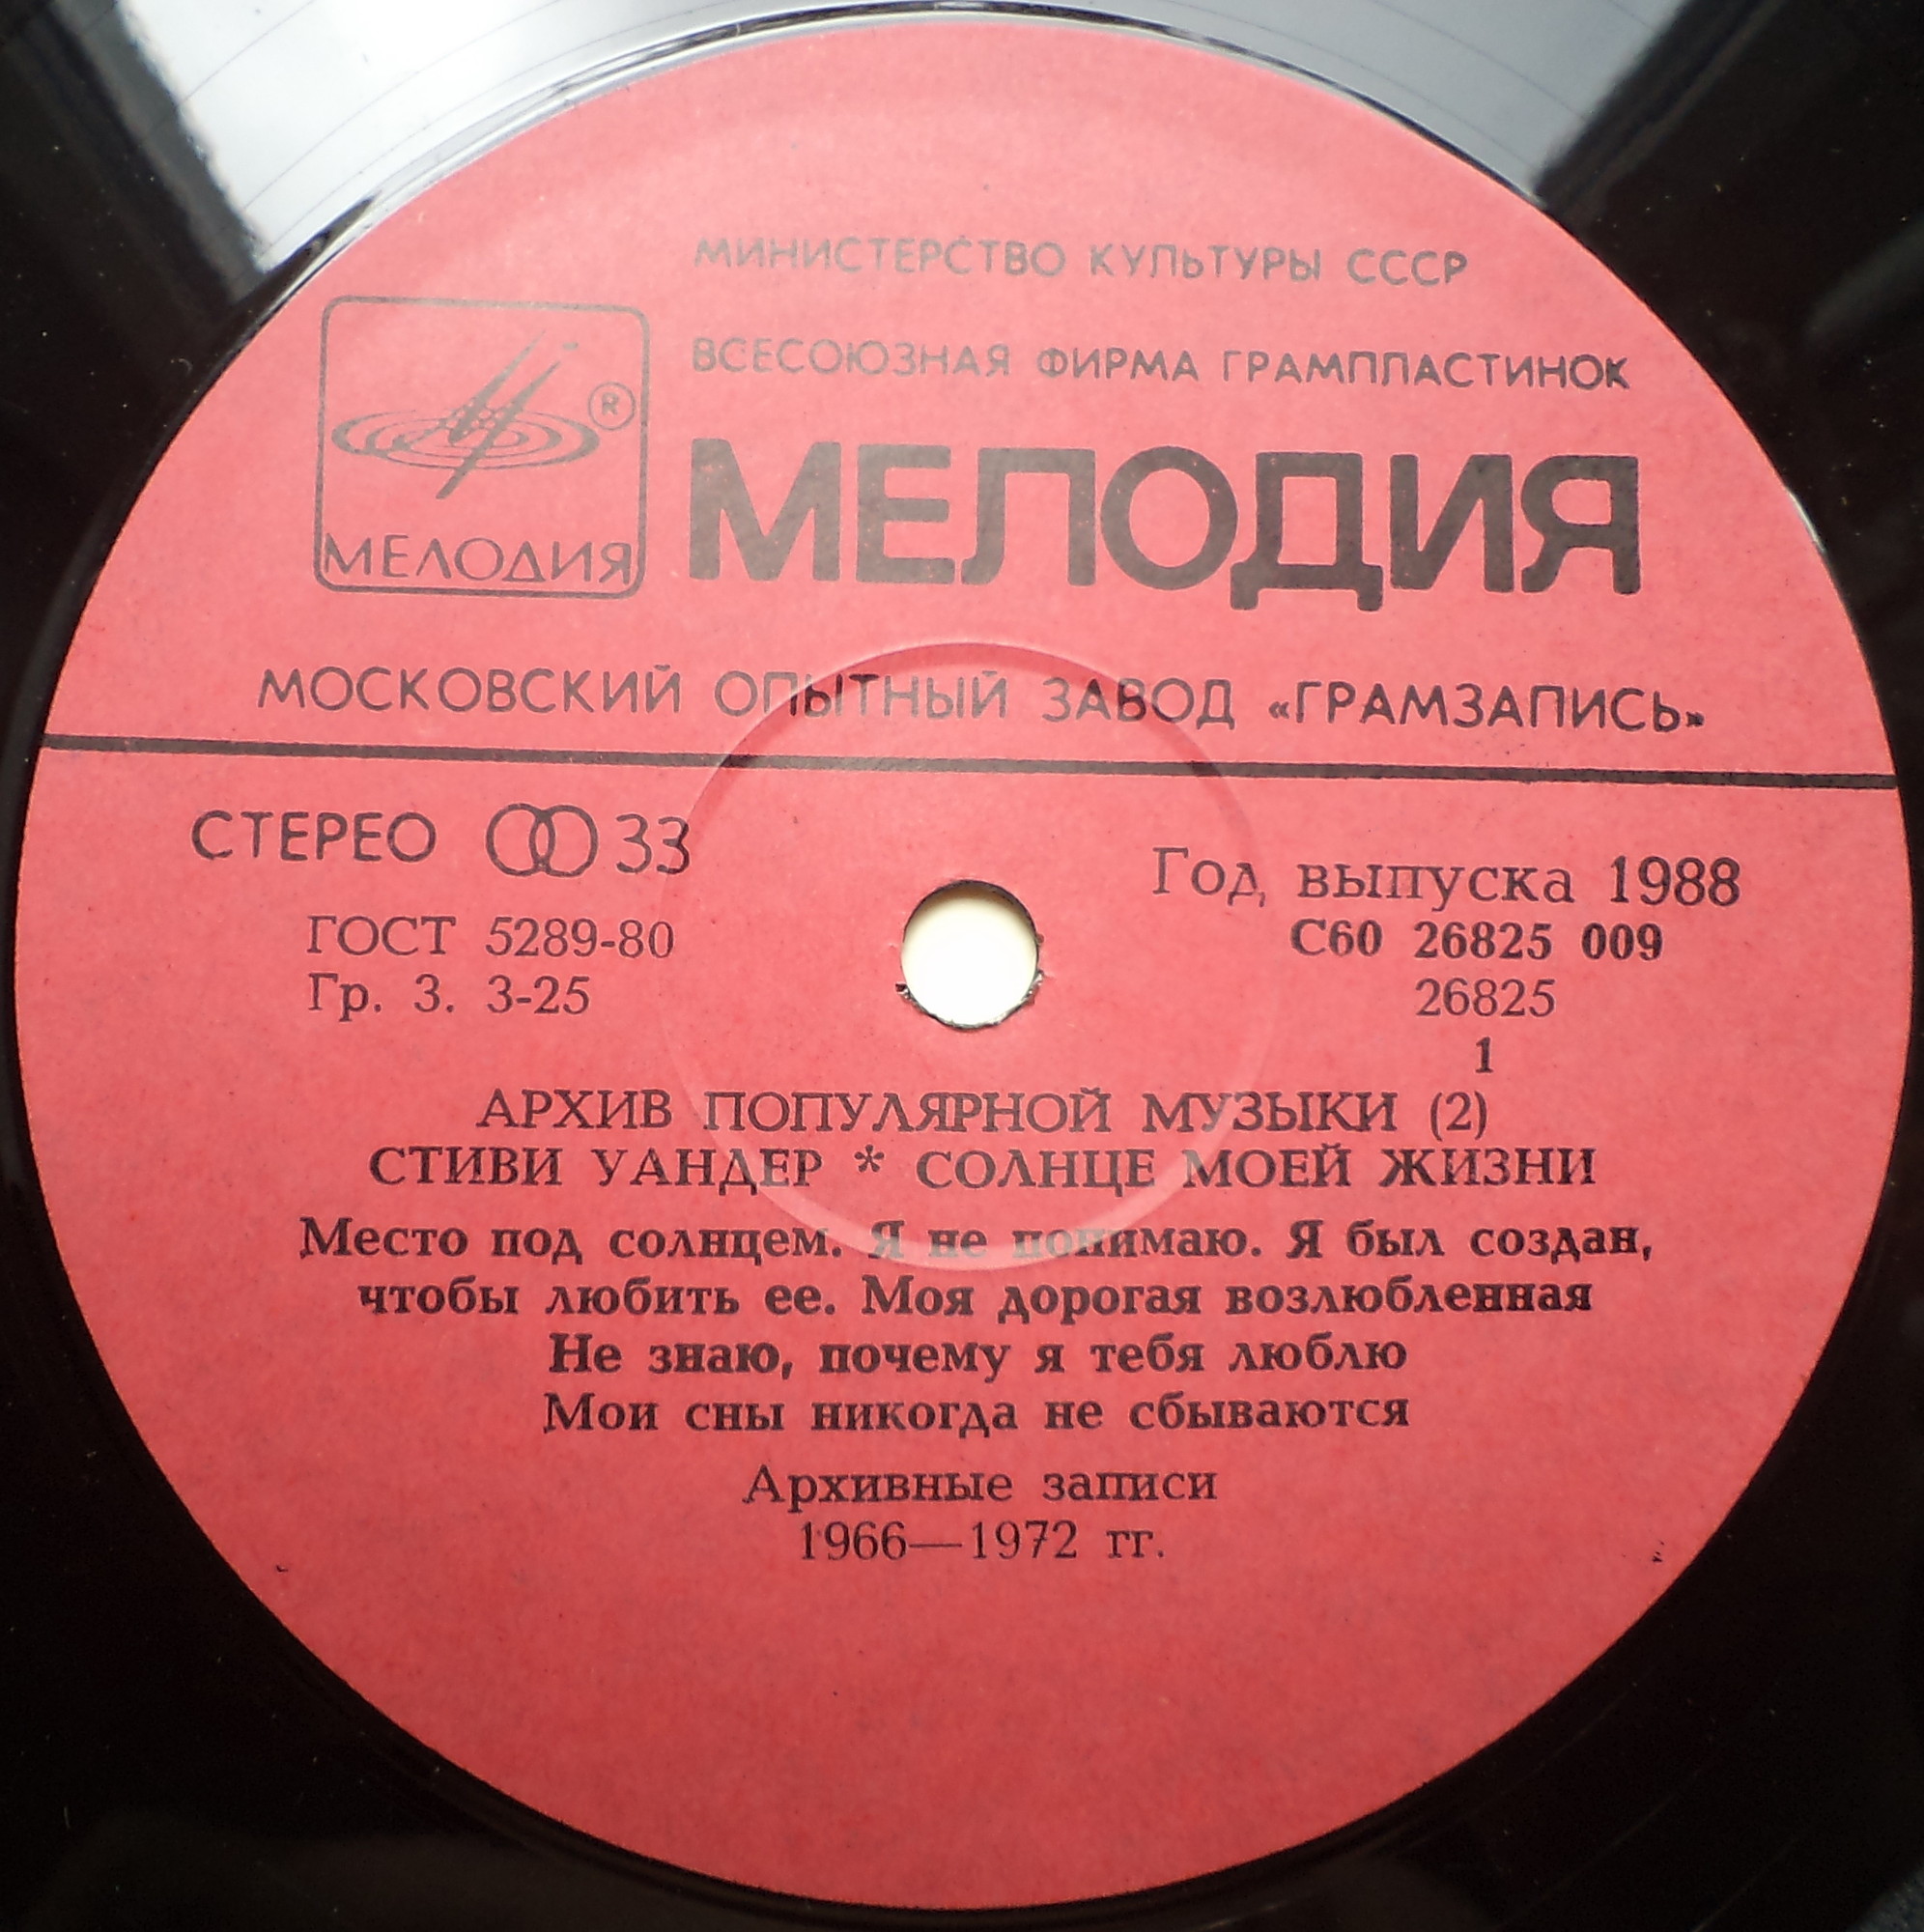 МИНИСТЕРСТВО КУЛЬТУРЫ СССР
ВСЕСОЮЗНАЯ ФИРМА ГРАМПЛАСТИНОК
®
МЕЛОДИЯ
МЕЛОДИЯ
МОСКОВСКИЙ ОПЫТНЫЙ ЗАВОД «ГРАМЗАПИСЬ»
СТЕРЕО 33
ГОСТ 5289-80
Гр. 3. 3-25
Год выпуска 1988
С60 26825 009
26825
1
АРХИВ ПОПУЛЯРНОЙ МУЗЫКИ (2)
СТИВИ УАНДЕР * СОЛНЦЕ МОЕЙ ЖИЗНИ
Место под солнцем. Я не понимаю. Я был создан,
чтобы любить ее. Моя дорогая возлюбленная
Не знаю, почему я тебя люблю
Мои сны никогда не сбываются
Архивные записи
1966—1972 гг.